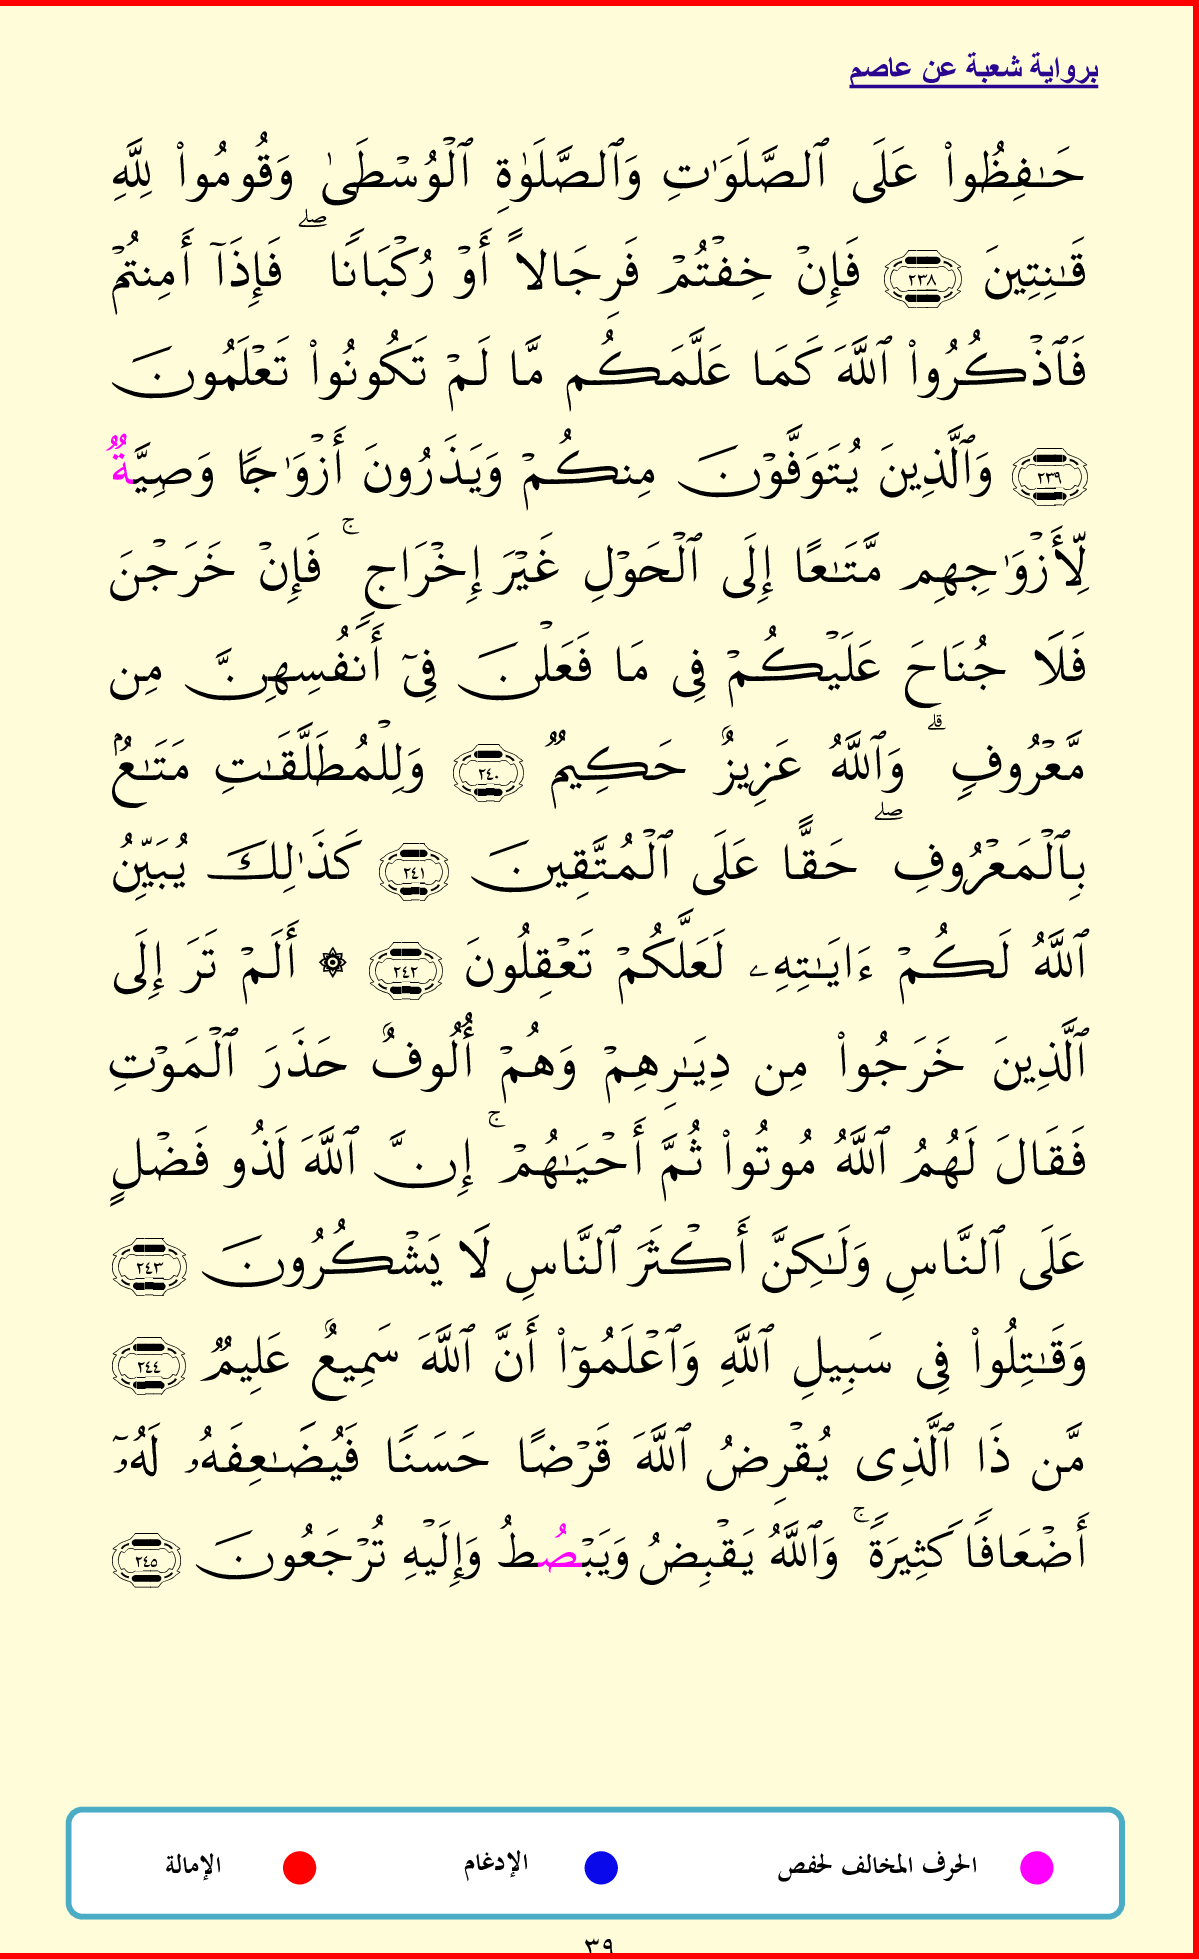 برواية شعبة عن عاصم
حَـٰفِظُوا۟ عَلَى ٱلصَّلَوَٰتِ وَٱلصَّلَوٰةِ ٱلْوُسْطَىٰ وَقُومُوا۟ لِلَّهِ
قَـٰنِتِينَ ٢٣٨ فَإِنْ خِفْتُمْ فَرِجَالًا أَوْ رُكْبَانًا ۖ فَإِذَآ أَمِنتُمْ
فَٱذْكُرُوا۟ ٱللَّهَ كَمَا عَلَّمَكُم مَّا لَمْ تَكُونُوا۟ تَعْلَمُونَ
٢٣٩ وَٱلَّذِينَ يُتَوَفَّوْنَ مِنكُمْ وَيَذَرُونَ أَزْوَٰجًا وَصِيَّةٌ
لِّأَزْوَٰجِهِم مَّتَـٰعًا إِلَى ٱلْحَوْلِ غَيْرَ إِخْرَاجٍ ۚ فَإِنْ خَرَجْنَ
فَلَا جُنَاحَ عَلَيْكُمْ فِى مَا فَعَلْنَ فِىٓ أَنفُسِهِنَّ مِن
مَّعْرُوفٍ ۗ وَٱللَّهُ عَزِيزٌ حَكِيمٌ ٢٤٠ وَلِلْمُطَلَّقَـٰتِ مَتَـٰعٌۢ
بِٱلْمَعْرُوفِ ۖ حَقًّا عَلَى ٱلْمُتَّقِينَ ٢٤١ كَذَٰلِكَ يُبَيِّنُ
ٱللَّهُ لَكُمْ ءَايَـٰتِهِۦ لَعَلَّكُمْ تَعْقِلُونَ ٢٤٢ ۞ أَلَمْ تَرَ إِلَى
ٱلَّذِينَ خَرَجُوا۟ مِن دِيَـٰرِهِمْ وَهُمْ أُلُوفٌ حَذَرَ ٱلْمَوْتِ
فَقَالَ لَهُمُ ٱللَّهُ مُوتُوا۟ ثُمَّ أَحْيَـٰهُمْ ۚ إِنَّ ٱللَّهَ لَذُو فَضْلٍ
عَلَى ٱلنَّاسِ وَلَـٰكِنَّ أَكْثَرَ ٱلنَّاسِ لَا يَشْكُرُونَ ٢٤٣
وَقَـٰتِلُوا۟ فِى سَبِيلِ ٱللَّهِ وَٱعْلَمُوٓا۟ أَنَّ ٱللَّهَ سَمِيعٌ عَلِيمٌ ٢٤٤
مَّن ذَا ٱلَّذِى يُقْرِضُ ٱللَّهَ قَرْضًا حَسَنًا فَيُضَـٰعِفَهُۥ لَهُۥٓ
أَضْعَافًا كَثِيرَةً ۚ وَٱللَّهُ يَقْبِضُ وَيَبْصُطُ وَإِلَيْهِ تُرْجَعُونَ ٢٤٥
الحرف المخالف لحفص الإدغام الإمالة
٣٩